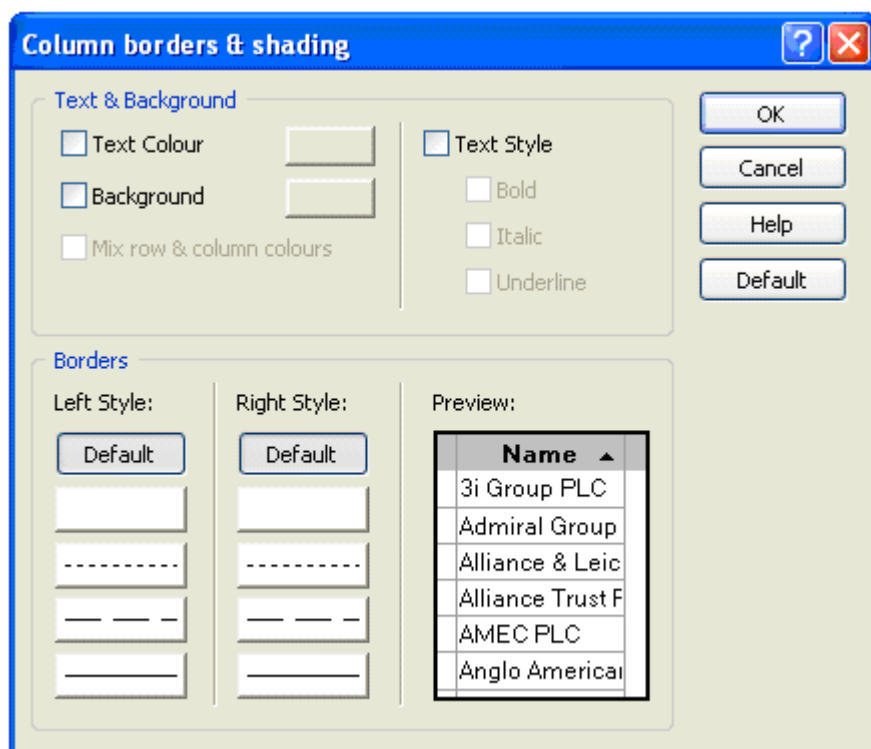 Column borders & shading
Text & Background
Text Colour
Background
Mix row & column colours
Text Style
Bold
Italic
Underline
OK
Cancel
Help
Default
Borders
Left Style:
Default
Right Style:
Default
Preview:
Name
3i Group PLC
Admiral Group
Alliance & Leic
Alliance Trust P
AMEC PLC
Anglo American